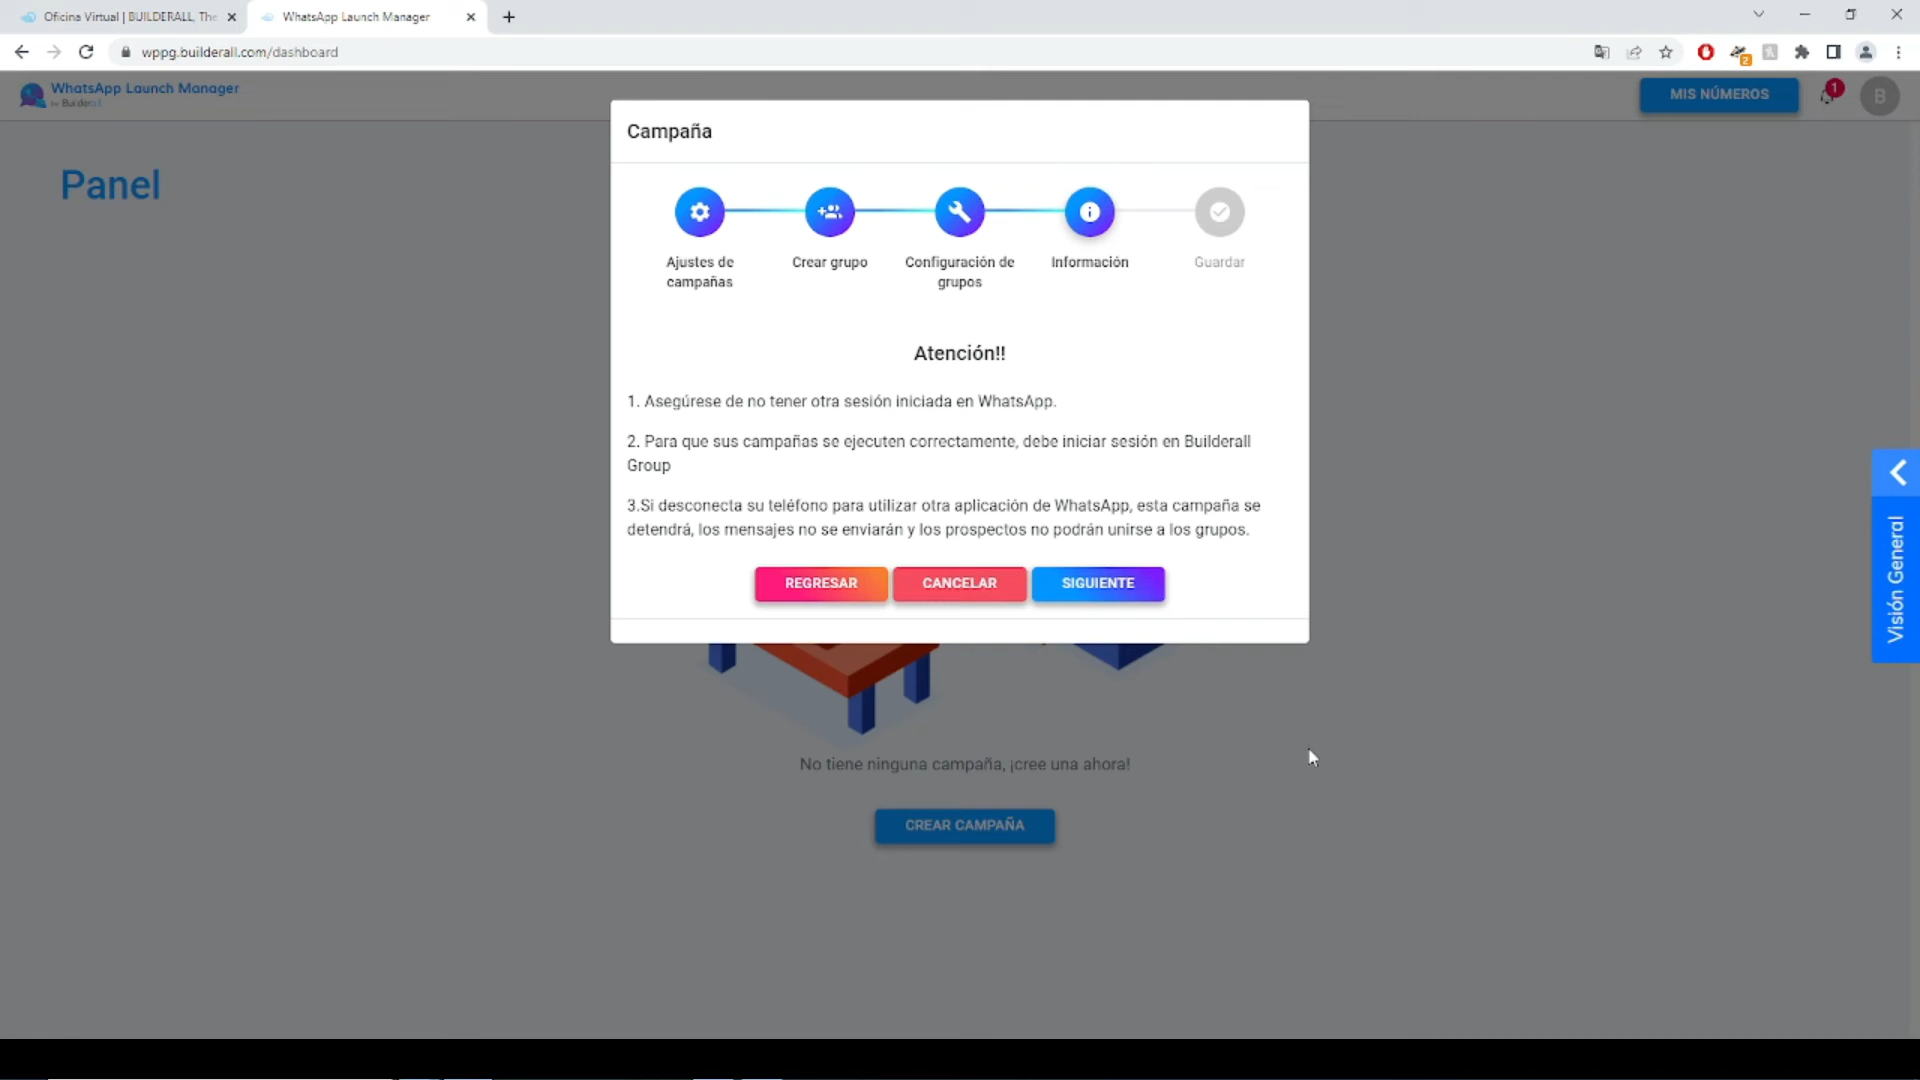 Oficina Virtual | BUILDERALL, The
WhatsApp Launch Manager
wppg.builderall.com/dashboard
2
WhatsApp Launch Manager
by Builderall
MIS NÚMEROS
1
B
Campaña
Panel
Ajustes de campañas
Crear grupo
Configuración de grupos
Información
Guardar
Atención!!
1. Asegúrese de no tener otra sesión iniciada en WhatsApp.
2. Para que sus campañas se ejecuten correctamente, debe iniciar sesión en Builderall
Group
3.Si desconecta su teléfono para utilizar otra aplicación de WhatsApp, esta campaña se
detendrá, los mensajes no se enviarán y los prospectos no podrán unirse a los grupos.
REGRESAR
CANCELAR
SIGUIENTE
Visión General
No tiene ninguna campaña, ¡cree una ahora!
CREAR CAMPAÑA